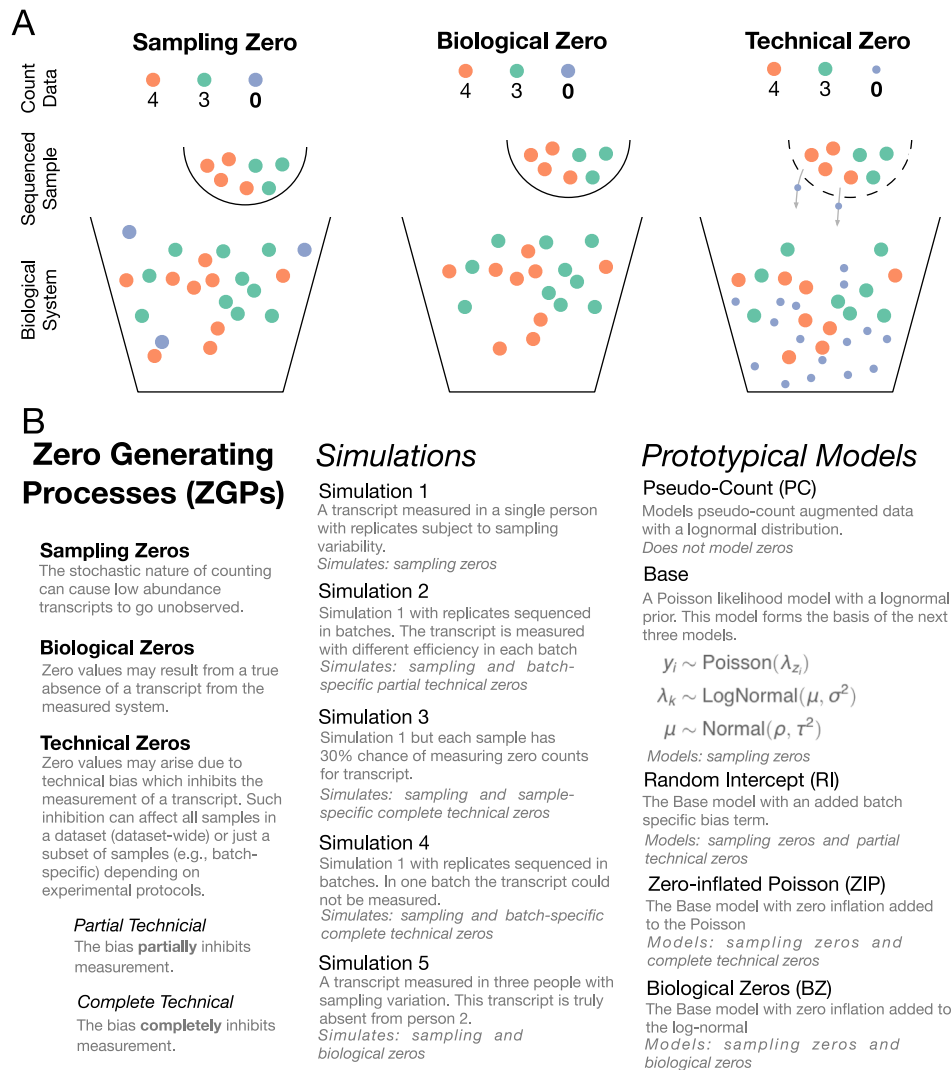 A
Sampling Zero
Biological Zero
Technical Zero
Count
Data
4 3 0
4 3 0
4 3 0
Sequenced
Sample
Biological
System
B
Zero Generating
Processes (ZGPs)
Sampling Zeros
The stochastic nature of counting
can cause low abundance
transcripts to go unobserved.
Biological Zeros
Zero values may result from a true
absence of a transcript from the
measured system.
Technical Zeros
Zero values may arise due to
technical bias which inhibits the
measurement of a transcript. Such
inhibition can affect all samples in
a dataset (dataset-wide) or just a
subset of samples (e.g., batch-
specific) depending on
experimental protocols.
Partial Technicial
The bias partially inhibits
measurement.
Complete Technical
The bias completely inhibits
measurement.
Simulations
Simulation 1
A transcript measured in a single person
with replicates subject to sampling
variability.
Simulates: sampling zeros
Simulation 2
Simulation 1 with replicates sequenced
in batches. The transcript is measured
with different efficiency in each batch
Simulates: sampling and batch-
specific partial technical zeros
Simulation 3
Simulation 1 but each sample has
30% chance of measuring zero counts
for transcript.
Simulates: sampling and sample-
specific complete technical zeros
Simulation 4
Simulation 1 with replicates sequenced in
batches. In one batch the transcript could
not be measured.
Simulates: sampling and batch-specific
complete technical zeros
Simulation 5
A transcript measured in three people with
sampling variation. This transcript is truly
absent from person 2.
Simulates: sampling and
biological zeros
Prototypical Models
Pseudo-Count (PC)
Models pseudo-count augmented data
with a lognormal distribution.
Does not model zeros
Base
A Poisson likelihood model with a lognormal
prior. This model forms the basis of the next
three models.
y_i ∼ Poisson(λ_{z_i})
λ_k ∼ LogNormal(μ, σ²)
μ ∼ Normal(ρ, τ²)
Models: sampling zeros
Random Intercept (RI)
The Base model with an added batch
specific bias term.
Models: sampling zeros and partial
technical zeros
Zero-inflated Poisson (ZIP)
The Base model with zero inflation added
to the Poisson
Models: sampling zeros and
complete technical zeros
Biological Zeros (BZ)
The Base model with zero inflation added to
the log-normal
Models: sampling zeros and
biological zeros